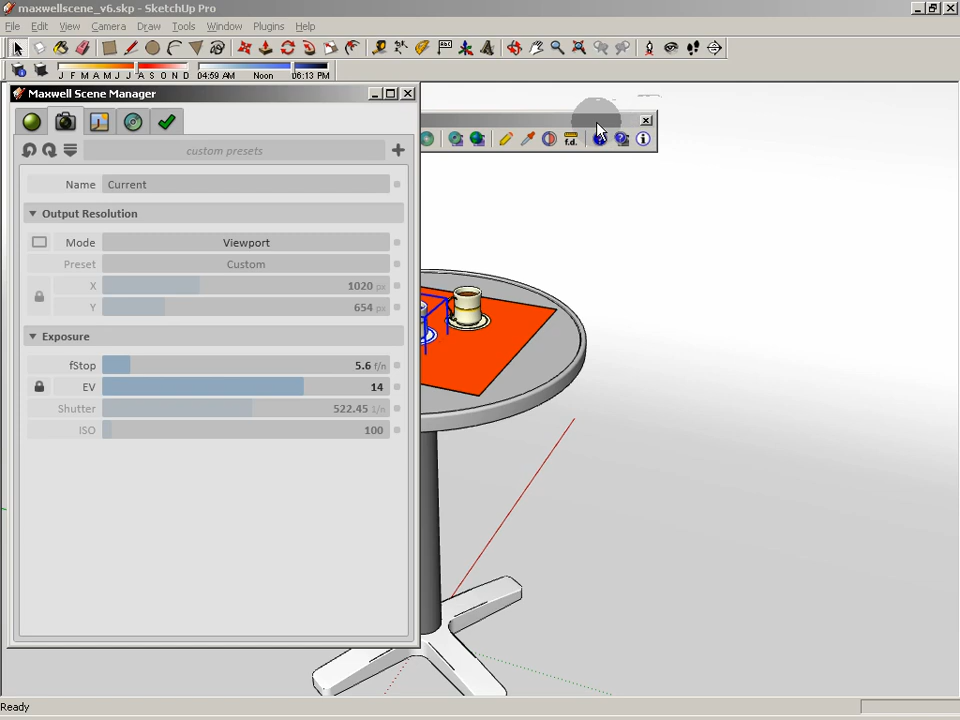 maxwellscene_v6.skp - SketchUp Pro
File Edit View Camera Draw Tools Window Plugins Help
J F M A M J J A S O N D 04:59 AM Noon 06:13 PM
Maxwell Scene Manager
custom presets
f.d.
Name Current
Output Resolution
Mode Viewport
Preset Custom
X 1020 px
Y 654 px
Exposure
fStop 5.6 f/n
EV 14
Shutter 522.45 1/n
ISO 100
Ready